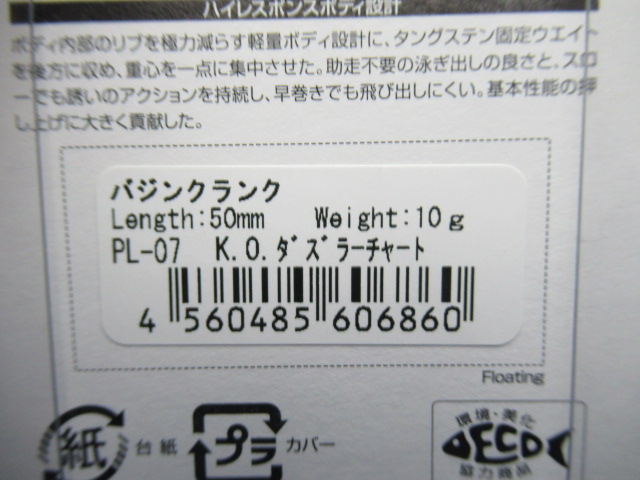 ハイレスポンスボディ設計
ボディ内部のリブを極力減らす軽量ボディ設計に、タングステン固定ウエイト
を後方に収め、重心を一点に集中させた。助走不要の泳ぎ出しの良さと、スロ
ーでも誘いのアクションを持続し、早巻きでも飛び出しにくい。基本性能の押
し上げに大きく貢献した。
バジンクランク
Length:50mm Weight:10g
PL-07 K.O.ﾀﾞｽﾞﾗｰﾁｬｰﾄ
4 560485 606860
Floating
紙 台紙 プラ カバー
環境・美化
ECO
協力商品